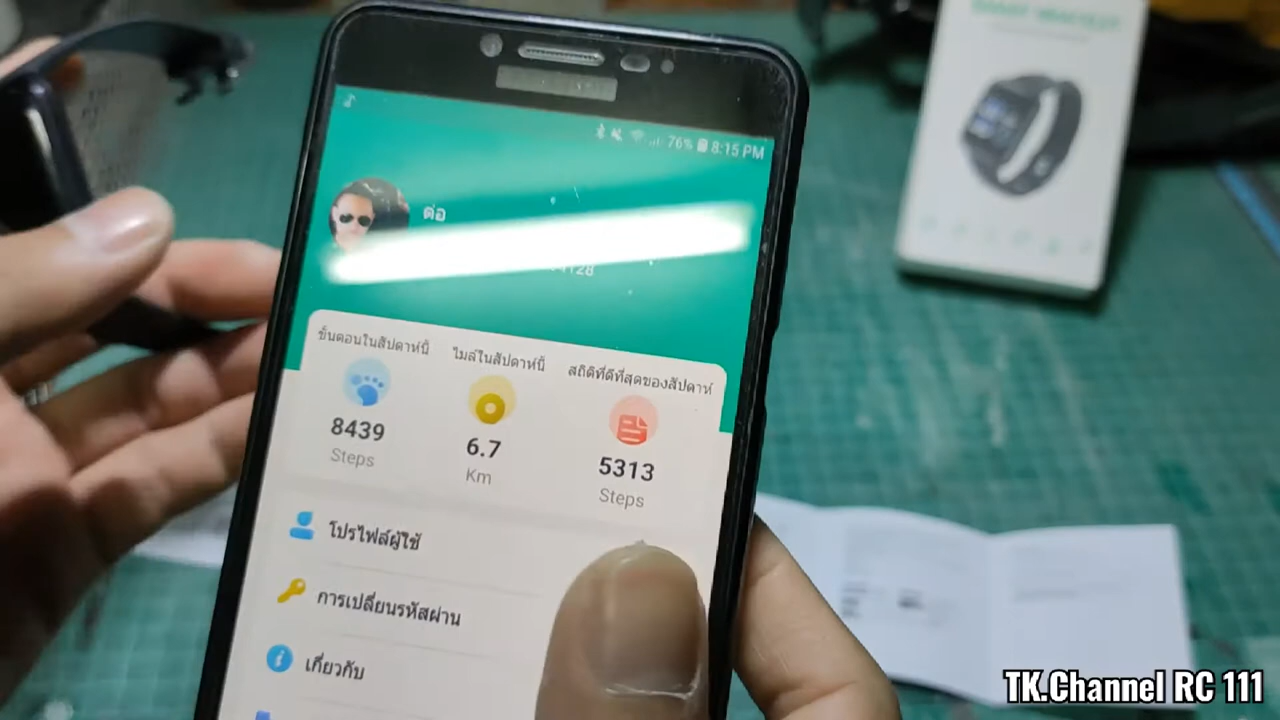 76% 8:15 PM
ต่อ
ขั้นตอนในสัปดาห์นี้
ไมล์ในสัปดาห์นี้
สถิติที่ดีที่สุดของสัปดาห์
8439
Steps
6.7
Km
5313
Steps
โปรไฟล์ผู้ใช้
การเปลี่ยนรหัสผ่าน
เกี่ยวกับ
TK.Channel RC 111